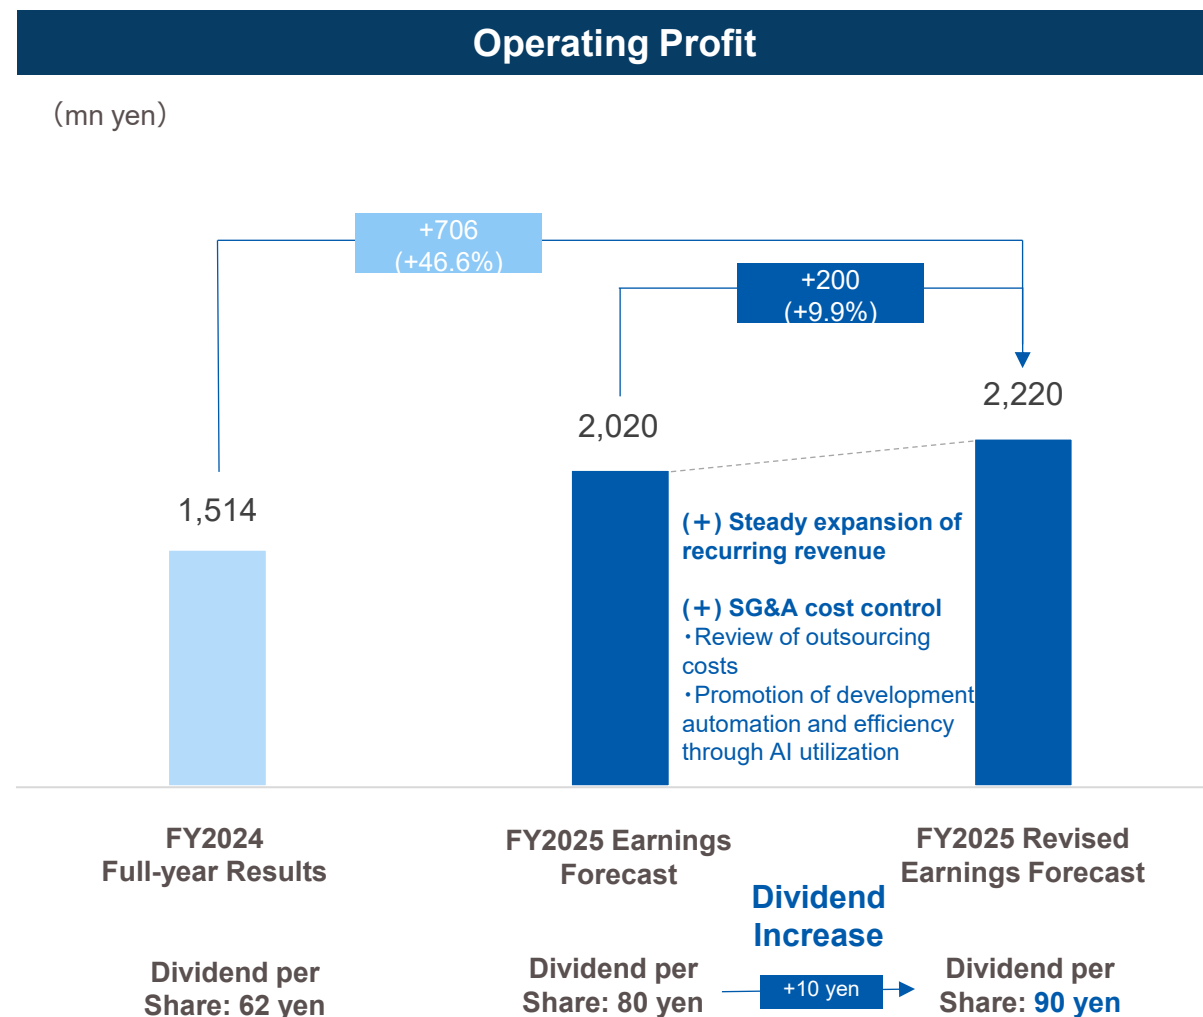 Operating Profit
（mn yen）
+706
(+46.6%)
+200
(+9.9%)
1,514
2,020
2,220
(＋) Steady expansion of
recurring revenue
(＋) SG&A cost control
・Review of outsourcing
costs
・Promotion of development
automation and efficiency
through AI utilization
FY2024
Full-year Results
FY2025 Earnings
Forecast
FY2025 Revised
Earnings Forecast
Dividend
Increase
Dividend per
Share: 62 yen
Dividend per
Share: 80 yen
+10 yen
Dividend per
Share: 90 yen